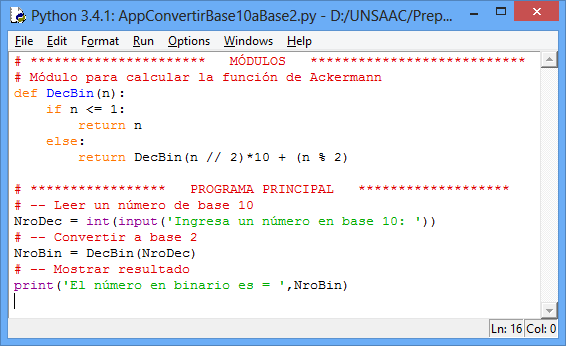 Python 3.4.1: AppConvertirBase10aBase2.py - D:/UNSAAC/Prep...
File Edit Format Run Options Windows Help
# ********************** MÓDULOS ***************************
# Módulo para calcular la función de Ackermann
def DecBin(n):
    if n <= 1:
        return n
    else:
        return DecBin(n // 2)*10 + (n % 2)
# ***************** PROGRAMA PRINCIPAL *******************
# -- Leer un número de base 10
NroDec = int(input('Ingresa un número en base 10: '))
# -- Convertir a base 2
NroBin = DecBin(NroDec)
# -- Mostrar resultado
print('El número en binario es = ',NroBin)
Ln: 16 Col: 0